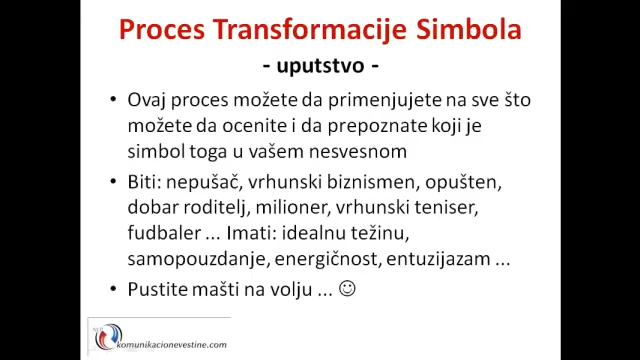 Proces Transformacije Simbola
- uputstvo -
• Ovaj proces možete da primenjujete na sve što
možete da ocenite i da prepoznate koji je
simbol toga u vašem nesvesnom
• Biti: nepušač, vrhunski biznismen, opušten,
dobar roditelj, milioner, vrhunski teniser,
fudbaler ... Imati: idealnu težinu,
samopouzdanje, energičnost, entuzijazam ...
• Pustite mašti na volju ... ☺
komunikacionevestine.com